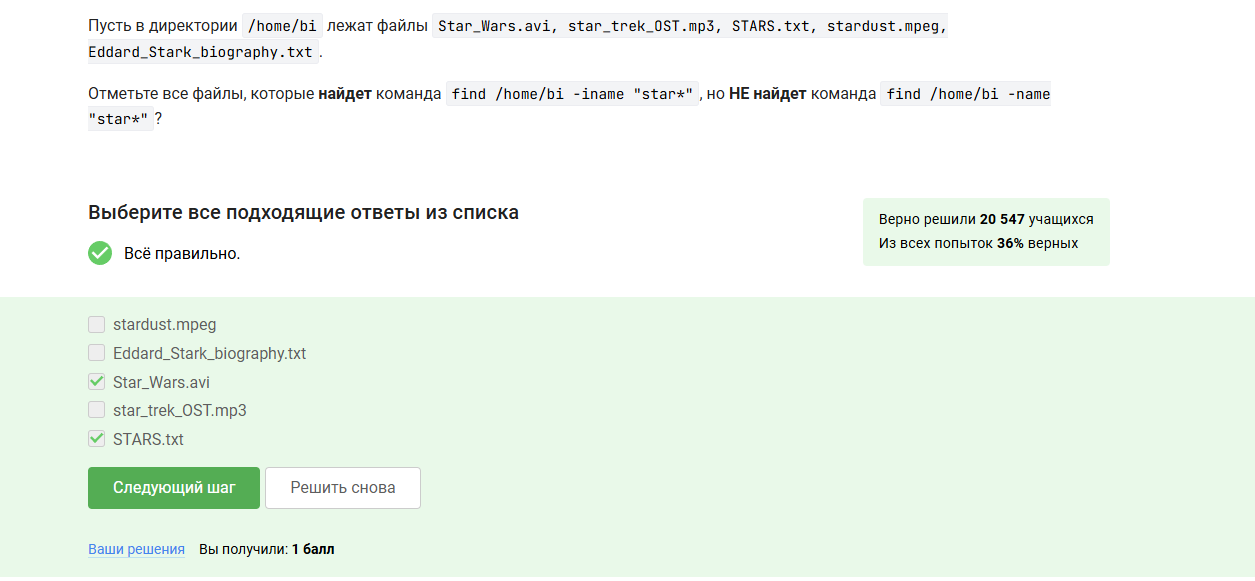 Пусть в директории /home/bi лежат файлы Star_Wars.avi, star_trek_OST.mp3, STARS.txt, stardust.mpeg,
Eddard_Stark_biography.txt.
Отметьте все файлы, которые найдет команда find /home/bi -iname "star*", но НЕ найдет команда find /home/bi -name
"star*"?
Выберите все подходящие ответы из списка
Верно решили 20 547 учащихся
Из всех попыток 36% верных
Всё правильно.
stardust.mpeg
Eddard_Stark_biography.txt
Star_Wars.avi
star_trek_OST.mp3
STARS.txt
Следующий шаг
Решить снова
Ваши решения Вы получили: 1 балл